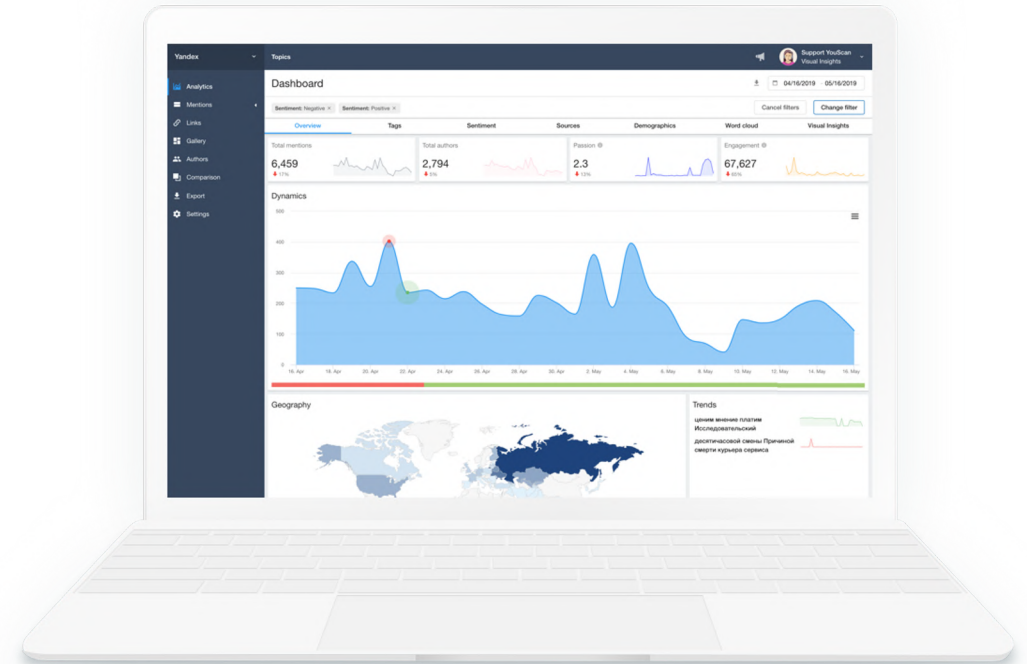 Yandex
Topics
Support YouScan
Visual Insights
Analytics
Mentions
Links
Gallery
Authors
Comparison
Export
Settings
Dashboard
04/16/2019 - 05/16/2019
Sentiment: Negative ×
Sentiment: Positive ×
Cancel filters
Change filter
Overview
Tags
Sentiment
Sources
Demographics
Word cloud
Visual Insights
Total mentions
6,459
17%
Total authors
2,794
Passion
2.3
13%
Engagement
67,627
65%
Dynamics
500
400
300
200
100
0
16. Apr
18. Apr
20. Apr
22. Apr
24. Apr
26. Apr
28. Apr
30. Apr
2. May
4. May
6. May
8. May
10. May
12. May
14. May
16. May
Geography
Trends
ценим мнение платим
Исследовательский
десятичасовой смены Причиной
смерти курьера сервиса